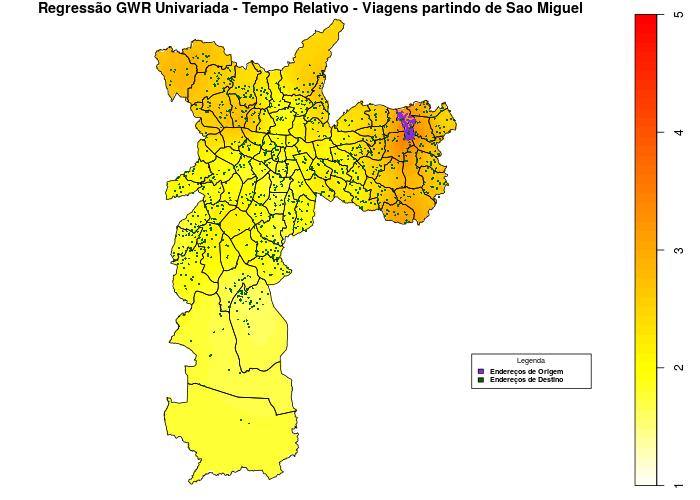 Regressão GWR Univariada - Tempo Relativo - Viagens partindo de Sao Miguel
5
4
3
2
1
Legenda
Endereços de Origem
Endereços de Destino